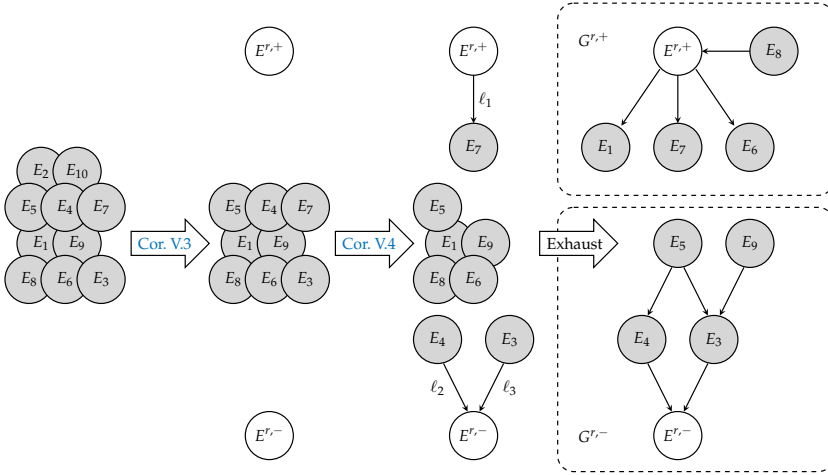 E^{r,+}
E^{r,+}
G^{r,+}
E^{r,+}
E_8
ℓ_1
E_7
E_1
E_7
E_6
E_2
E_10
E_5
E_4
E_7
E_1
E_9
E_8
E_6
E_3
Cor. V.3
E_5
E_4
E_7
E_1
E_9
E_8
E_6
E_3
Cor. V.4
E_5
E_1
E_9
E_8
E_6
Exhaust
E_5
E_9
E_4
E_3
E_4
E_3
ℓ_2
ℓ_3
E^{r,-}
E^{r,-}
G^{r,-}
E^{r,-}